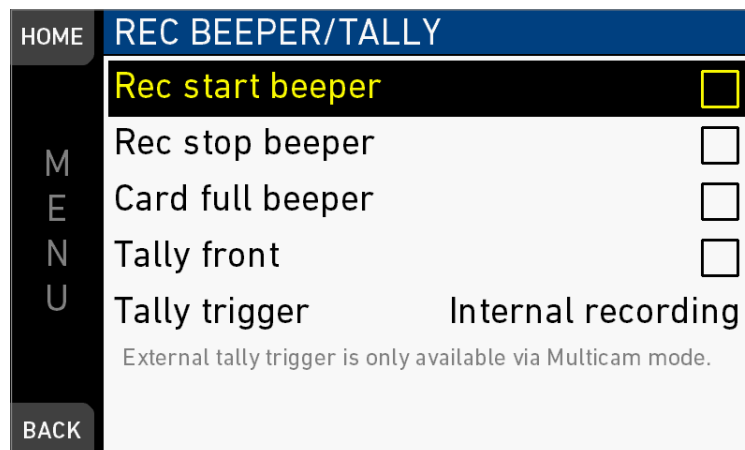 HOME
REC BEEPER/TALLY
Rec start beeper
Rec stop beeper
Card full beeper
Tally front
Tally trigger Internal recording
External tally trigger is only available via Multicam mode.
MENU
BACK